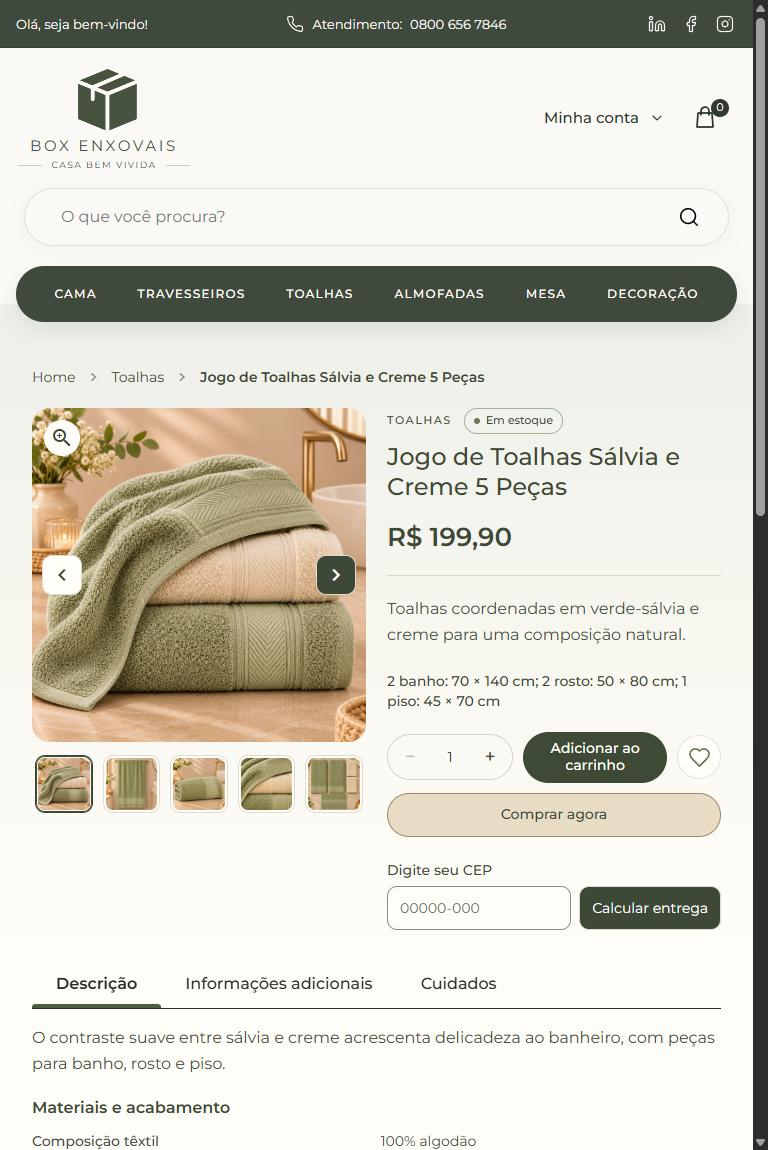 Olá, seja bem-vindo!
Atendimento: 0800 656 7846
BOX ENXOVAIS
CASA BEM VIVIDA
Minha conta
0
O que você procura?
CAMA TRAVESSEIROS TOALHAS ALMOFADAS MESA DECORAÇÃO
Home > Toalhas > Jogo de Toalhas Sálvia e Creme 5 Peças
TOALHAS
Em estoque
Jogo de Toalhas Sálvia e
Creme 5 Peças
R$ 199,90
Toalhas coordenadas em verde-sálvia e
creme para uma composição natural.
2 banho: 70 × 140 cm; 2 rosto: 50 × 80 cm; 1
piso: 45 × 70 cm
− 1 +
Adicionar ao
carrinho
Comprar agora
Digite seu CEP
00000-000
Calcular entrega
Descrição Informações adicionais Cuidados
O contraste suave entre sálvia e creme acrescenta delicadeza ao banheiro, com peças
para banho, rosto e piso.
Materiais e acabamento
Composição têxtil 100% algodão